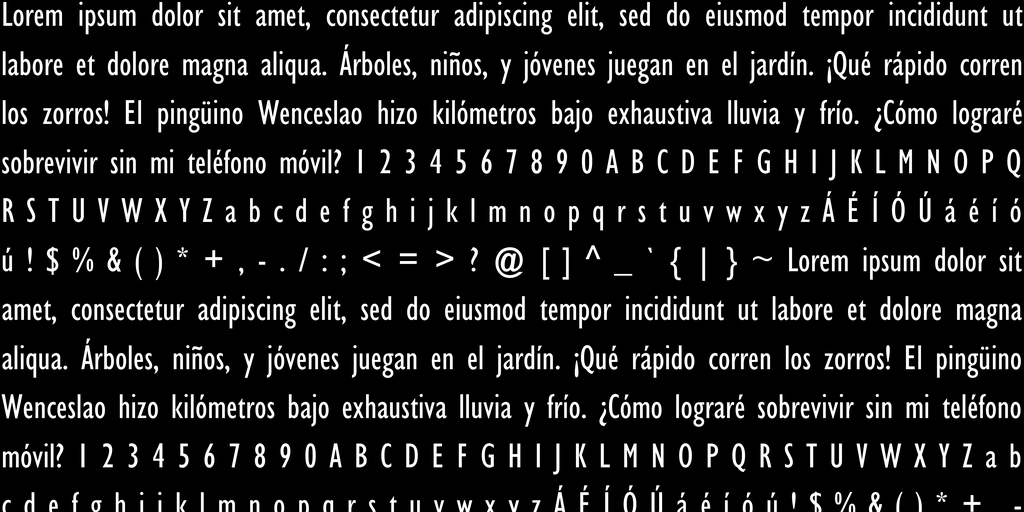 Lorem ipsum dolor sit amet, consectetur adipiscing elit, sed do eiusmod tempor incididunt ut
labore et dolore magna aliqua. Árboles, niños, y jóvenes juegan en el jardín. ¡Qué rápido corren
los zorros! El pingüino Wenceslao hizo kilómetros bajo exhaustiva lluvia y frío. ¿Cómo lograré
sobrevivir sin mi teléfono móvil? 1 2 3 4 5 6 7 8 9 0 A B C D E F G H I J K L M N O P Q
R S T U V W X Y Z a b c d e f g h i j k l m n o p q r s t u v w x y z Á É Í Ó Ú á é í ó
ú ! $ % & ( ) * + , - . / : ; < = > ? @ [ ] ^ _ ` { | } ~ Lorem ipsum dolor sit
amet, consectetur adipiscing elit, sed do eiusmod tempor incididunt ut labore et dolore magna
aliqua. Árboles, niños, y jóvenes juegan en el jardín. ¡Qué rápido corren los zorros! El pingüino
Wenceslao hizo kilómetros bajo exhaustiva lluvia y frío. ¿Cómo lograré sobrevivir sin mi teléfono
móvil? 1 2 3 4 5 6 7 8 9 0 A B C D E F G H I J K L M N O P Q R S T U V W X Y Z a b
c d e f g h i j k l m n o p q r s t u v w x y z Á É Í Ó Ú á é í ó ú ! $ % & ( ) * + , -